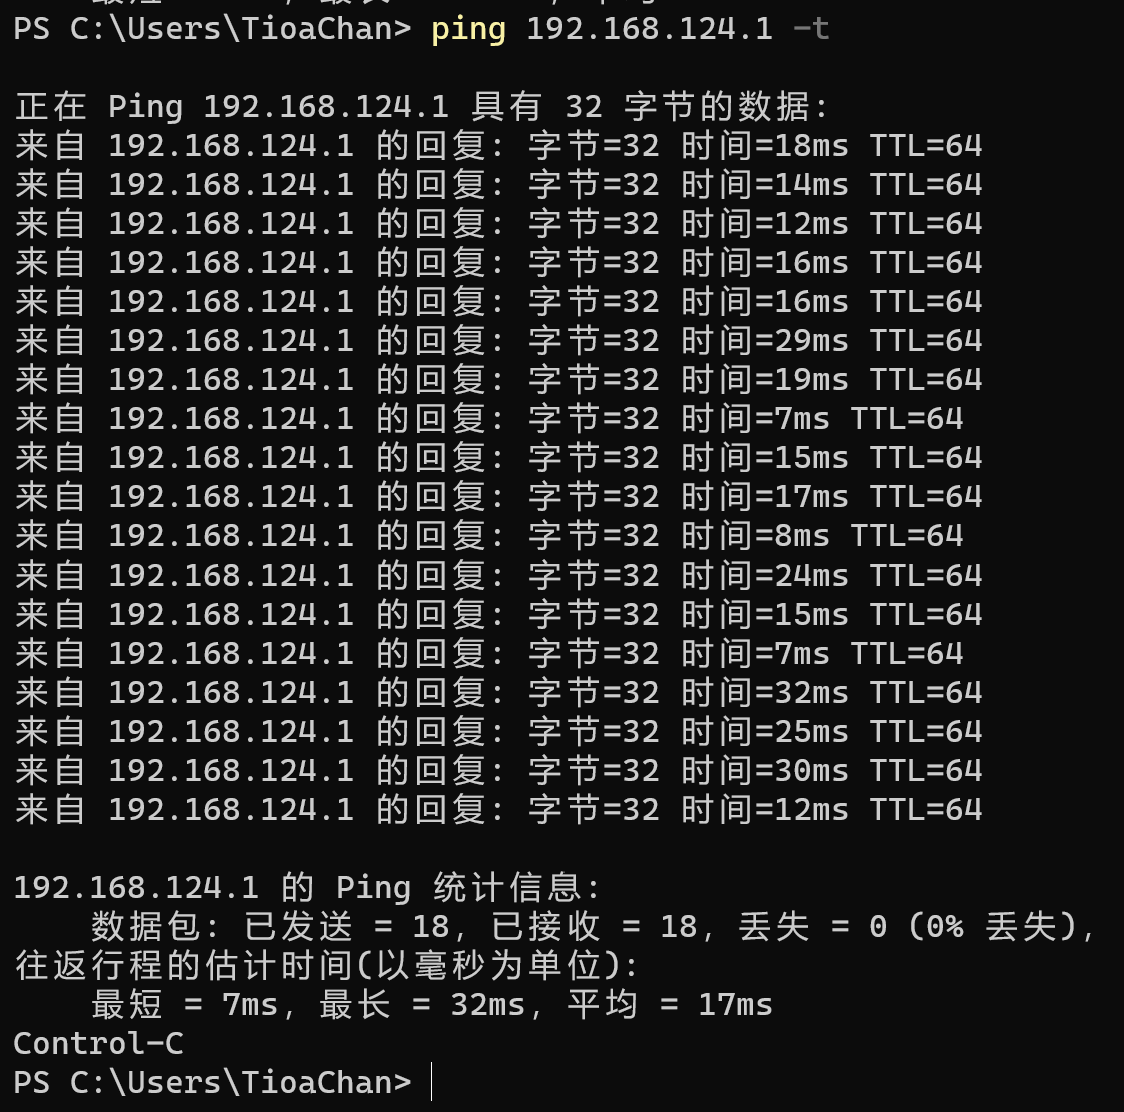 PS C:\Users\TioaChan> ping 192.168.124.1 -t
正在 Ping 192.168.124.1 具有 32 字节的数据:
来自 192.168.124.1 的回复: 字节=32 时间=18ms TTL=64
来自 192.168.124.1 的回复: 字节=32 时间=14ms TTL=64
来自 192.168.124.1 的回复: 字节=32 时间=12ms TTL=64
来自 192.168.124.1 的回复: 字节=32 时间=16ms TTL=64
来自 192.168.124.1 的回复: 字节=32 时间=16ms TTL=64
来自 192.168.124.1 的回复: 字节=32 时间=29ms TTL=64
来自 192.168.124.1 的回复: 字节=32 时间=19ms TTL=64
来自 192.168.124.1 的回复: 字节=32 时间=7ms TTL=64
来自 192.168.124.1 的回复: 字节=32 时间=15ms TTL=64
来自 192.168.124.1 的回复: 字节=32 时间=17ms TTL=64
来自 192.168.124.1 的回复: 字节=32 时间=8ms TTL=64
来自 192.168.124.1 的回复: 字节=32 时间=24ms TTL=64
来自 192.168.124.1 的回复: 字节=32 时间=15ms TTL=64
来自 192.168.124.1 的回复: 字节=32 时间=7ms TTL=64
来自 192.168.124.1 的回复: 字节=32 时间=32ms TTL=64
来自 192.168.124.1 的回复: 字节=32 时间=25ms TTL=64
来自 192.168.124.1 的回复: 字节=32 时间=30ms TTL=64
来自 192.168.124.1 的回复: 字节=32 时间=12ms TTL=64
192.168.124.1 的 Ping 统计信息:
数据包: 已发送 = 18, 已接收 = 18, 丢失 = 0 (0% 丢失),
往返行程的估计时间(以毫秒为单位):
最短 = 7ms, 最长 = 32ms, 平均 = 17ms
Control-C
PS C:\Users\TioaChan>